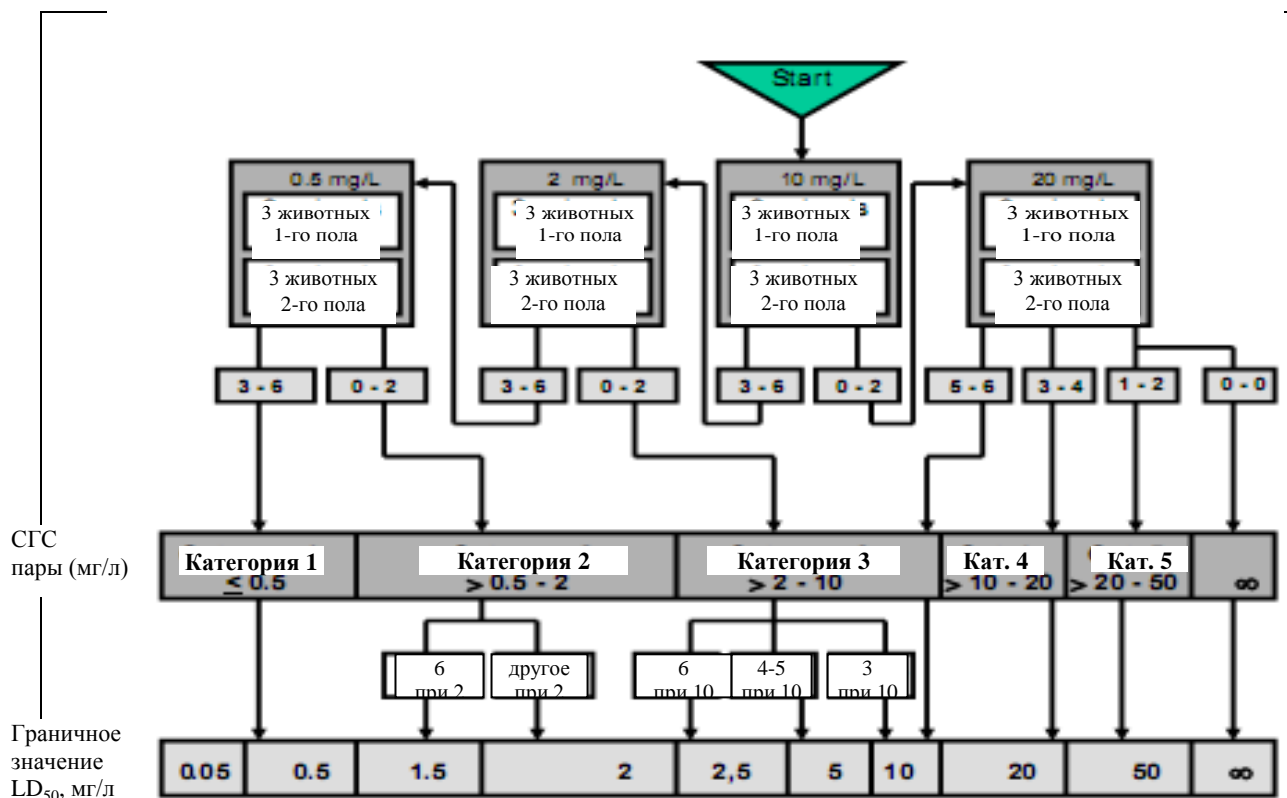 Start
0.5 mg/L
2 mg/L
10 mg/L
20 mg/L
3 животных
1-го пола
3 животных
1-го пола
3 животных
1-го пола
3 животных
1-го пола
3 животных
2-го пола
3 животных
2-го пола
3 животных
2-го пола
3 животных
2-го пола
3 - 6
0 - 2
3 - 6
0 - 2
3 - 6
0 - 2
5 - 6
3 - 4
1 - 2
0 - 0
СГС
пары (мг/л)
Категория 1
≤ 0.5
Категория 2
> 0.5 - 2
Категория 3
> 2 - 10
Кат. 4
> 10 - 20
Кат. 5
> 20 - 50
∞
6
при 2
другое
при 2
6
при 10
4-5
при 10
3
при 10
Граничное
значение
LD50, мг/л
0.05
0.5
1.5
2
2,5
5
10
20
50
∞